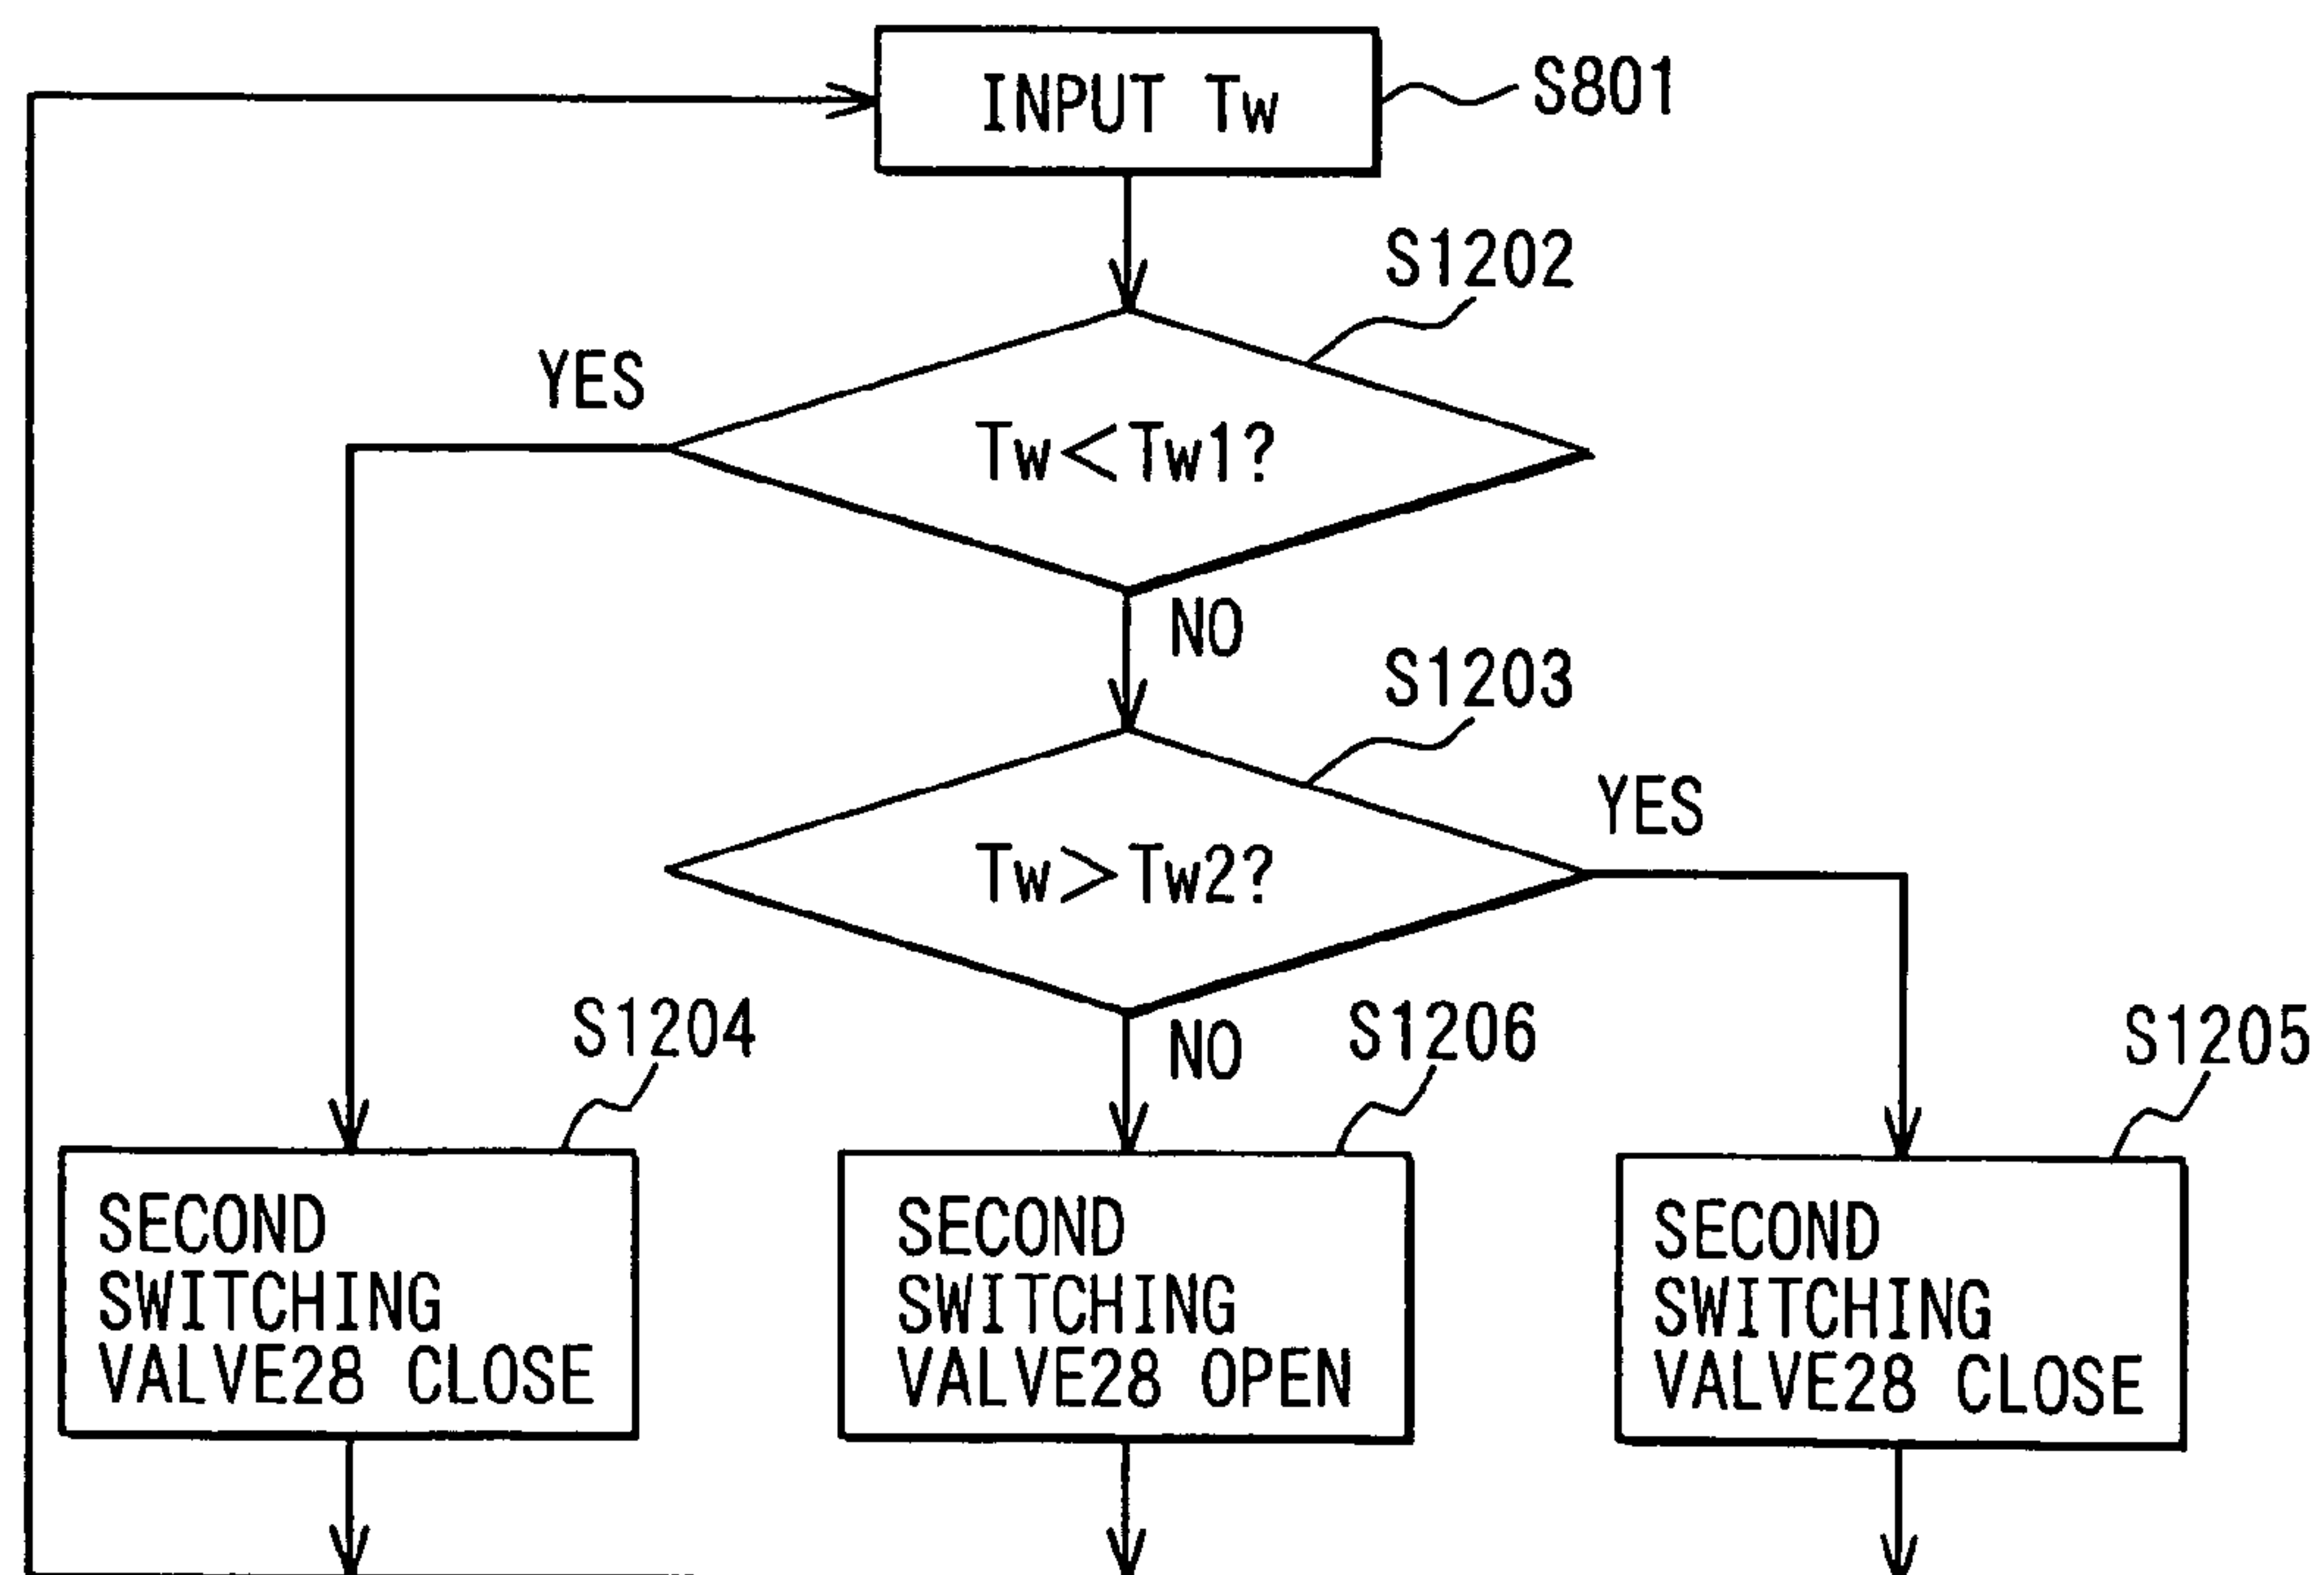 INPUT Tw
S801
S1202
YES
Tw<Tw1?
NO
S1203
YES
Tw>Tw2?
NO
S1204
S1206
S1205
SECOND
SWITCHING
VALVE28 CLOSE
SECOND
SWITCHING
VALVE28 OPEN
SECOND
SWITCHING
VALVE28 CLOSE